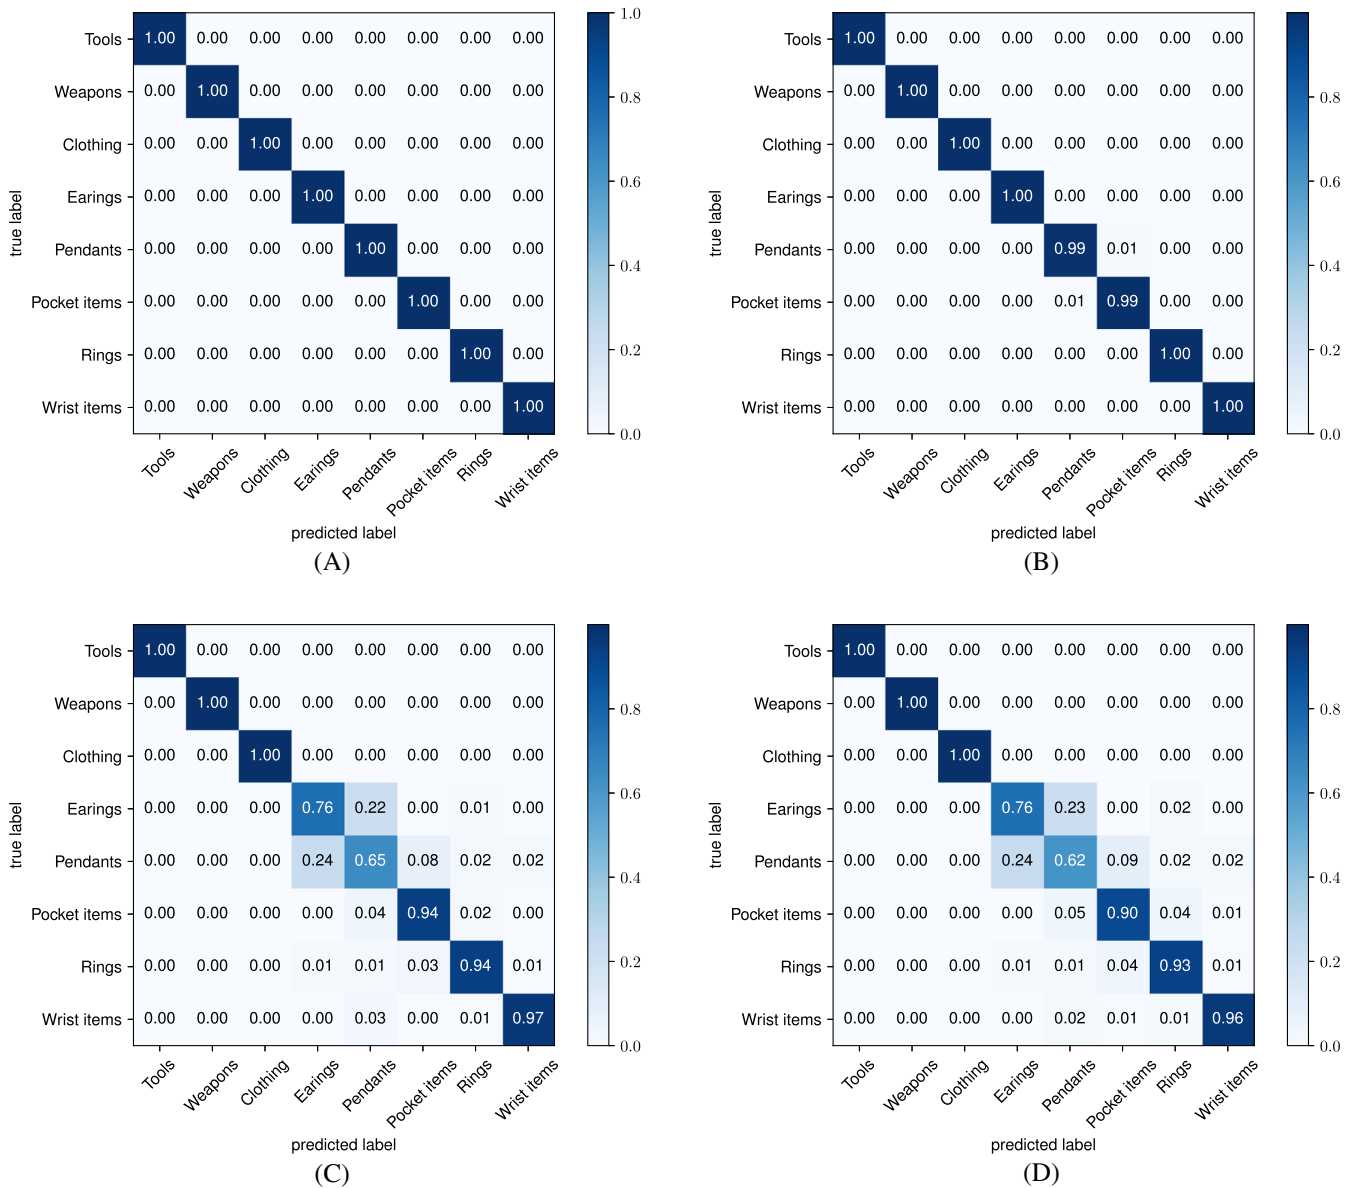 Tools 1.00 0.00 0.00 0.00 0.00 0.00 0.00 0.00
Weapons 0.00 1.00 0.00 0.00 0.00 0.00 0.00 0.00
Clothing 0.00 0.00 1.00 0.00 0.00 0.00 0.00 0.00
Earings 0.00 0.00 0.00 1.00 0.00 0.00 0.00 0.00
Pendants 0.00 0.00 0.00 0.00 1.00 0.00 0.00 0.00
Pocket items 0.00 0.00 0.00 0.00 0.00 1.00 0.00 0.00
Rings 0.00 0.00 0.00 0.00 0.00 0.00 1.00 0.00
Wrist items 0.00 0.00 0.00 0.00 0.00 0.00 0.00 1.00
true label
Tools Weapons Clothing Earings Pendants Pocket items Rings Wrist items
predicted label
1.0
0.8
0.6
0.4
0.2
0.0
(A)
Tools 1.00 0.00 0.00 0.00 0.00 0.00 0.00 0.00
Weapons 0.00 1.00 0.00 0.00 0.00 0.00 0.00 0.00
Clothing 0.00 0.00 1.00 0.00 0.00 0.00 0.00 0.00
Earings 0.00 0.00 0.00 1.00 0.00 0.00 0.00 0.00
Pendants 0.00 0.00 0.00 0.00 0.99 0.01 0.00 0.00
Pocket items 0.00 0.00 0.00 0.00 0.01 0.99 0.00 0.00
Rings 0.00 0.00 0.00 0.00 0.00 0.00 1.00 0.00
Wrist items 0.00 0.00 0.00 0.00 0.00 0.00 0.00 1.00
true label
Tools Weapons Clothing Earings Pendants Pocket items Rings Wrist items
predicted label
0.8
0.6
0.4
0.2
0.0
(B)
Tools 1.00 0.00 0.00 0.00 0.00 0.00 0.00 0.00
Weapons 0.00 1.00 0.00 0.00 0.00 0.00 0.00 0.00
Clothing 0.00 0.00 1.00 0.00 0.00 0.00 0.00 0.00
Earings 0.00 0.00 0.00 0.76 0.22 0.00 0.01 0.00
Pendants 0.00 0.00 0.00 0.24 0.65 0.08 0.02 0.02
Pocket items 0.00 0.00 0.00 0.00 0.04 0.94 0.02 0.00
Rings 0.00 0.00 0.00 0.01 0.01 0.03 0.94 0.01
Wrist items 0.00 0.00 0.00 0.00 0.03 0.00 0.01 0.97
true label
Tools Weapons Clothing Earings Pendants Pocket items Rings Wrist items
predicted label
0.8
0.6
0.4
0.2
0.0
(C)
Tools 1.00 0.00 0.00 0.00 0.00 0.00 0.00 0.00
Weapons 0.00 1.00 0.00 0.00 0.00 0.00 0.00 0.00
Clothing 0.00 0.00 1.00 0.00 0.00 0.00 0.00 0.00
Earings 0.00 0.00 0.00 0.76 0.23 0.00 0.02 0.00
Pendants 0.00 0.00 0.00 0.24 0.62 0.09 0.02 0.02
Pocket items 0.00 0.00 0.00 0.00 0.05 0.90 0.04 0.01
Rings 0.00 0.00 0.00 0.01 0.01 0.04 0.93 0.01
Wrist items 0.00 0.00 0.00 0.00 0.02 0.01 0.01 0.96
true label
Tools Weapons Clothing Earings Pendants Pocket items Rings Wrist items
predicted label
0.8
0.6
0.4
0.2
0.0
(D)